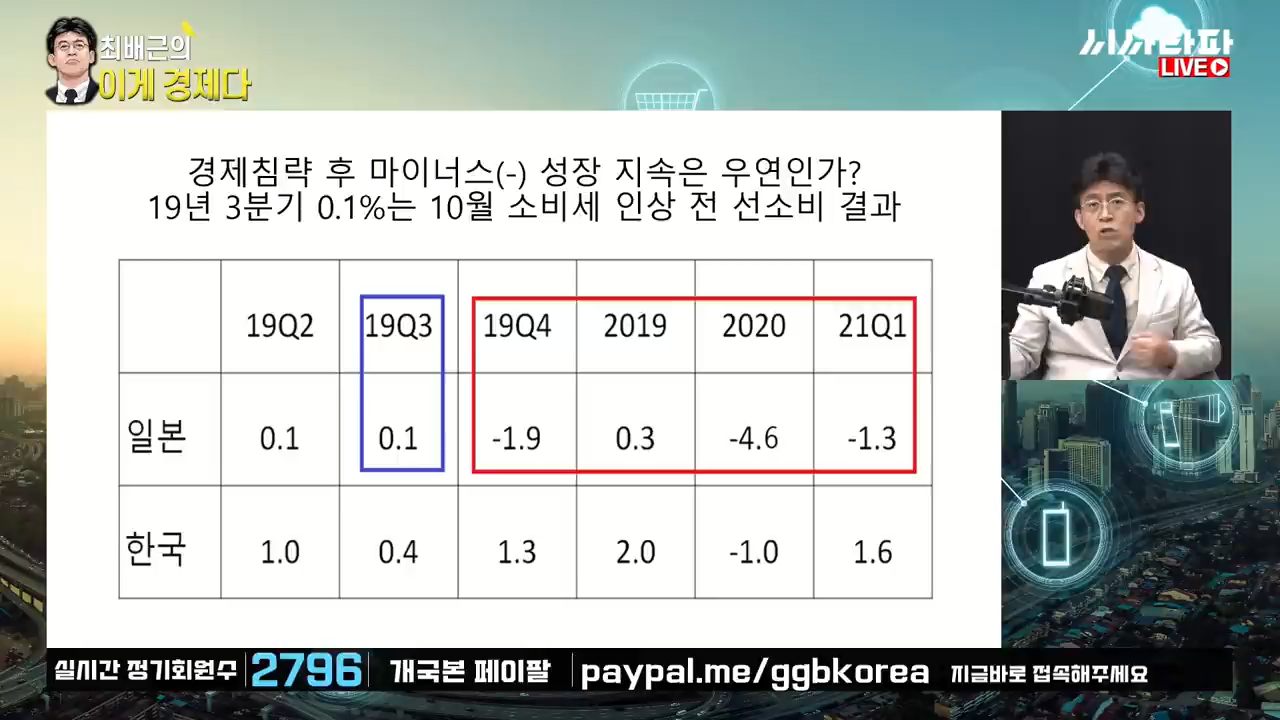 최배근의
이게 경제다
시사타파
LIVE
경제침략 후 마이너스(-) 성장 지속은 우연인가?
19년 3분기 0.1%는 10월 소비세 인상 전 선소비 결과
19Q2 19Q3 19Q4 2019 2020 21Q1
일본 0.1 0.1 -1.9 0.3 -4.6 -1.3
한국 1.0 0.4 1.3 2.0 -1.0 1.6
실시간 정기회원수 2796 개국본 페이팔 paypal.me/ggbkorea 지금바로 접속해주세요